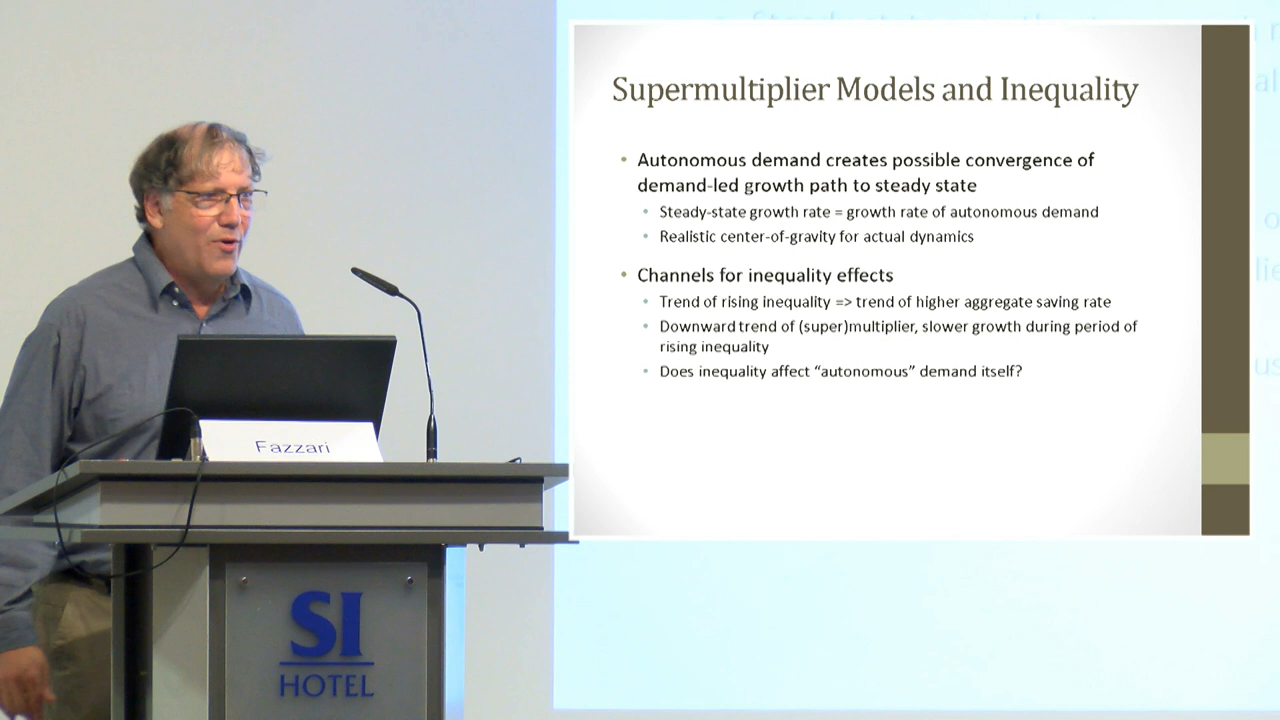 Supermultiplier Models and Inequality
• Autonomous demand creates possible convergence of
demand-led growth path to steady state
• Steady-state growth rate = growth rate of autonomous demand
• Realistic center-of-gravity for actual dynamics
• Channels for inequality effects
• Trend of rising inequality => trend of higher aggregate saving rate
• Downward trend of (super)multiplier, slower growth during period of
rising inequality
• Does inequality affect “autonomous” demand itself?
Fazzari
SI
HOTEL